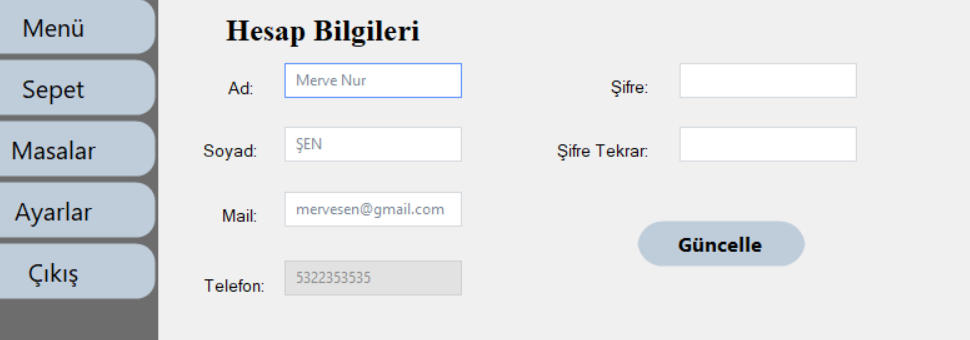 Menü
Sepet
Masalar
Ayarlar
Çıkış
Hesap Bilgileri
Ad: Merve Nur
Soyad: ŞEN
Mail: mervesen@gmail.com
Telefon: 5322353535
Şifre:
Şifre Tekrar:
Güncelle